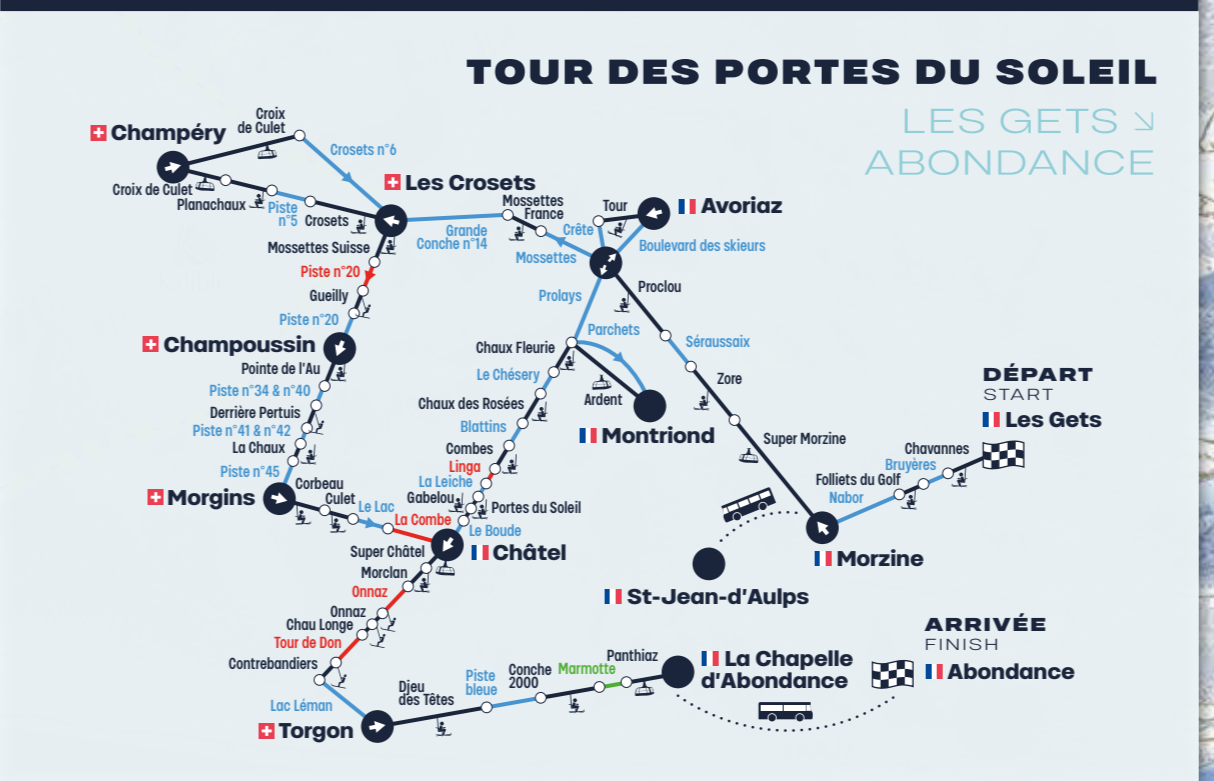 TOUR DES PORTES DU SOLEIL
LES GETS
ABONDANCE
Champéry
Croix
de Culet
Crosets n°6
Croix de Culet
Planachaux
Piste
n°5
Crosets
Les Crosets
Mossettes
France
Grande
Conche n°14
Tour
Crête
Avoriaz
Boulevard des skieurs
Mossettes
Mossettes Suisse
Piste n°20
Gueilly
Piste n°20
Prolays
Proclou
Parchets
Séraussaix
Chaux Fleurie
Champoussin
Pointe de l'Au
Le Chésery
Piste n°34 & n°40
Ardent
Zore
Chaux des Rosées
Derrière Pertuis
Piste n°41 & n°42
Blattins
Montriond
DÉPART
START
Les Gets
La Chaux
Combes
Super Morzine
Chavannes
Bruyères
Piste n°45
Linga
La Leiche
Folliets du Golf
Nabor
Morgins
Corbeau
Culet
Le Lac
Gabelou
Portes du Soleil
La Combe
Le Boude
Super Châtel
Châtel
Morzine
Morclan
Onnaz
St-Jean-d'Aulps
Onnaz
Chau Longe
Tour de Don
Contrebandiers
ARRIVÉE
FINISH
Abondance
Lac Léman
Torgon
Djeu
des Têtes
Piste
bleue
Conche
2000
Marmotte
Panthiaz
La Chapelle
d'Abondance